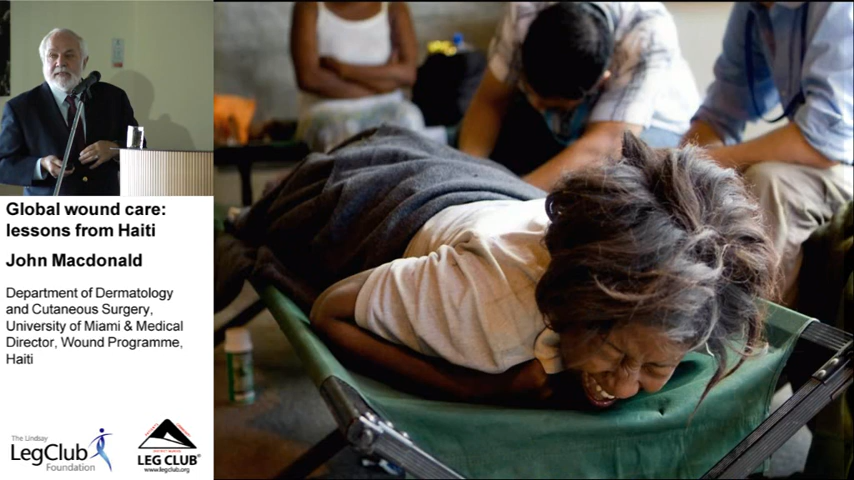 Global wound care:
lessons from Haiti
John Macdonald
Department of Dermatology
and Cutaneous Surgery,
University of Miami & Medical
Director, Wound Programme,
Haiti
The Lindsay
LegClub
Foundation
LEG CLUB®
www.legclub.org